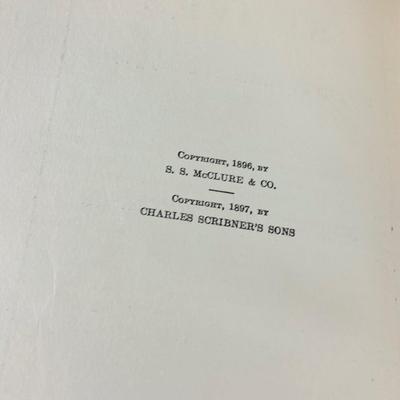 Copyright, 1896, by
S. S. McCLURE & CO.
Copyright, 1897, by
CHARLES SCRIBNER'S SONS